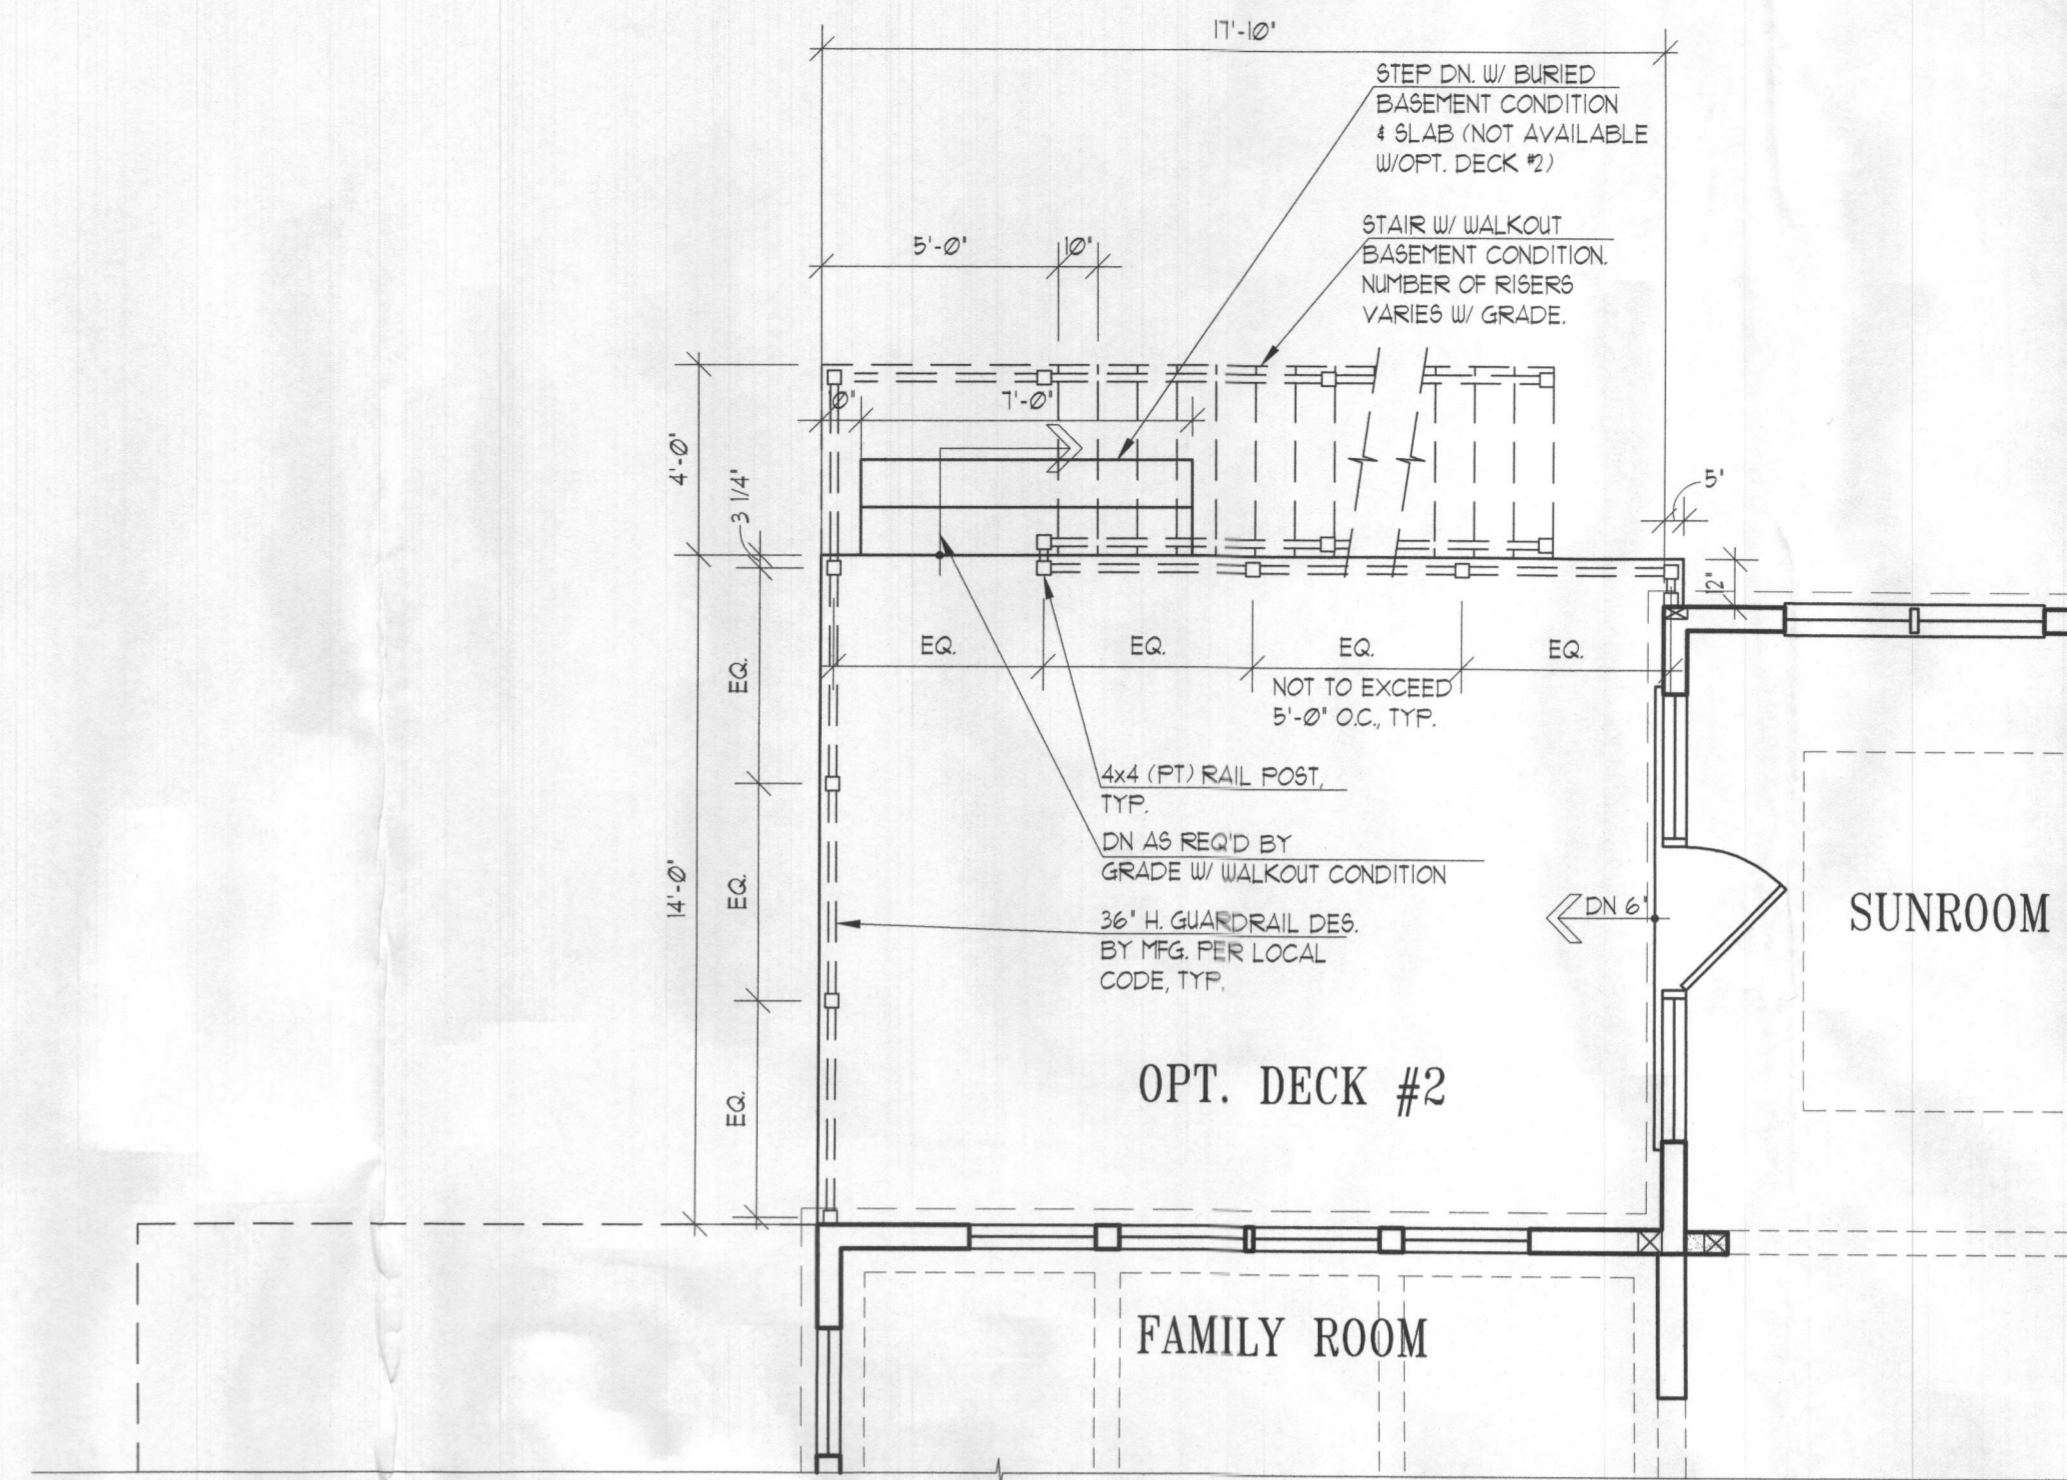 17'-10"
STEP DN. W/ BURIED
BASEMENT CONDITION
& SLAB (NOT AVAILABLE
W/OPT. DECK #2)
STAIR W/ WALKOUT
BASEMENT CONDITION.
NUMBER OF RISERS
VARIES W/ GRADE.
5'-0"
10"
0"
7'-0"
4'-0"
3 1/4"
5"
12"
EQ.
EQ.
EQ.
EQ.
NOT TO EXCEED
5'-0" O.C., TYP.
EQ.
EQ.
EQ.
14'-0"
4x4 (PT) RAIL POST,
TYP.
DN AS REQ'D BY
GRADE W/ WALKOUT CONDITION
36" H. GUARDRAIL DES.
BY MFG. PER LOCAL
CODE, TYP.
DN 6"
SUNROOM
OPT. DECK #2
FAMILY ROOM